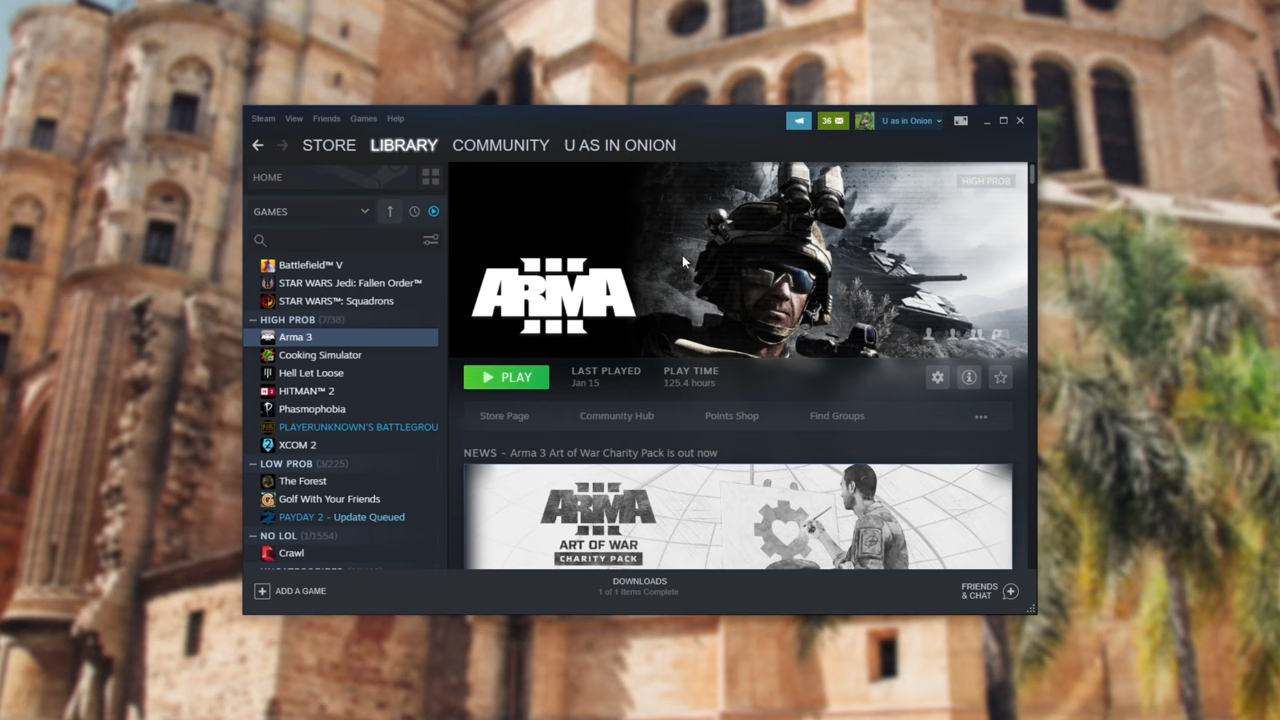 Steam View Friends Games Help
36
U as in Onion
STORE LIBRARY COMMUNITY U AS IN ONION
HOME
HIGH PROB
GAMES
Battlefield™ V
STAR WARS Jedi: Fallen Order™
STAR WARS™: Squadrons
HIGH PROB (7/38)
Arma 3
Cooking Simulator
Hell Let Loose
HITMAN™ 2
Phasmophobia
PLAYERUNKNOWN'S BATTLEGROU
XCOM 2
LOW PROB (3/225)
The Forest
Golf With Your Friends
PAYDAY 2 - Update Queued
NO LOL (1/1554)
Crawl
ARMA III
PLAY
LAST PLAYED
Jan 15
PLAY TIME
125.4 hours
Store Page Community Hub Points Shop Find Groups
NEWS - Arma 3 Art of War Charity Pack is out now
ARMA III
ART OF WAR
CHARITY PACK
ADD A GAME
DOWNLOADS
1 of 1 Items Complete
FRIENDS
& CHAT